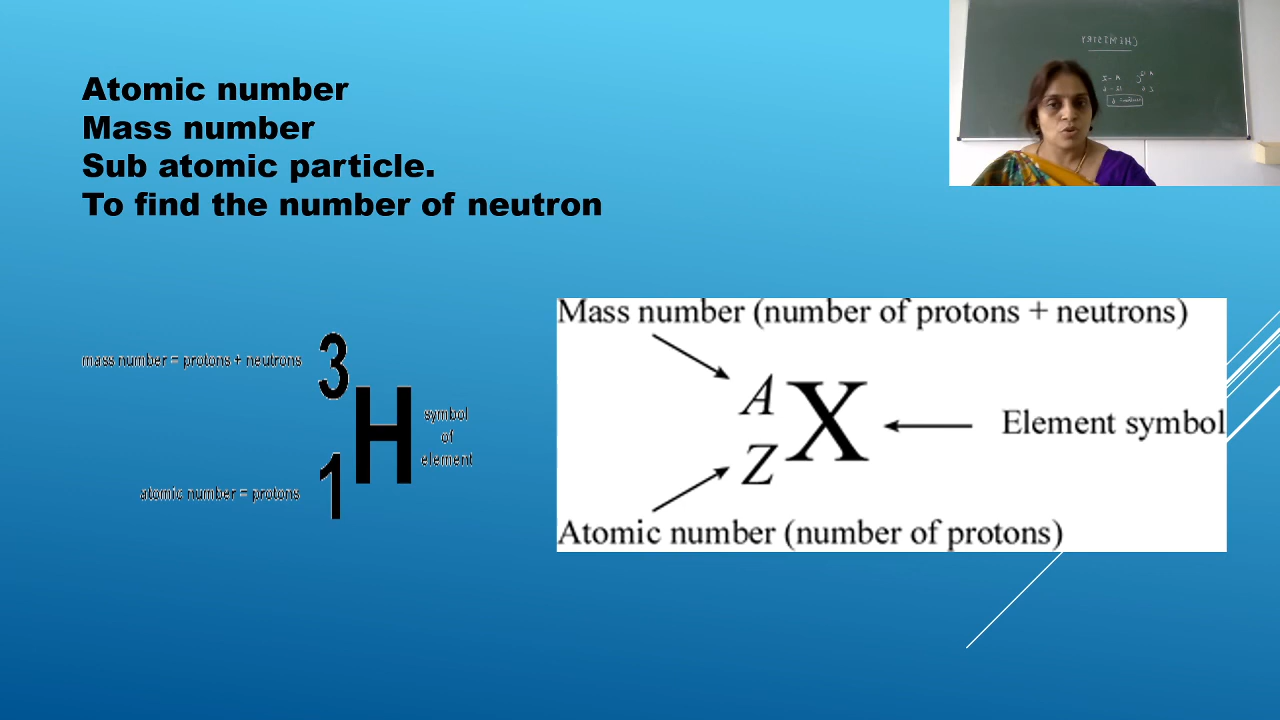 Atomic number
Mass number
Sub atomic particle.
To find the number of neutron
CHEMISTRY
mass number = protons + neutrons
3
H
1
symbol
of
element
atomic number = protons
Mass number (number of protons + neutrons)
A
X
Z
Element symbol
Atomic number (number of protons)